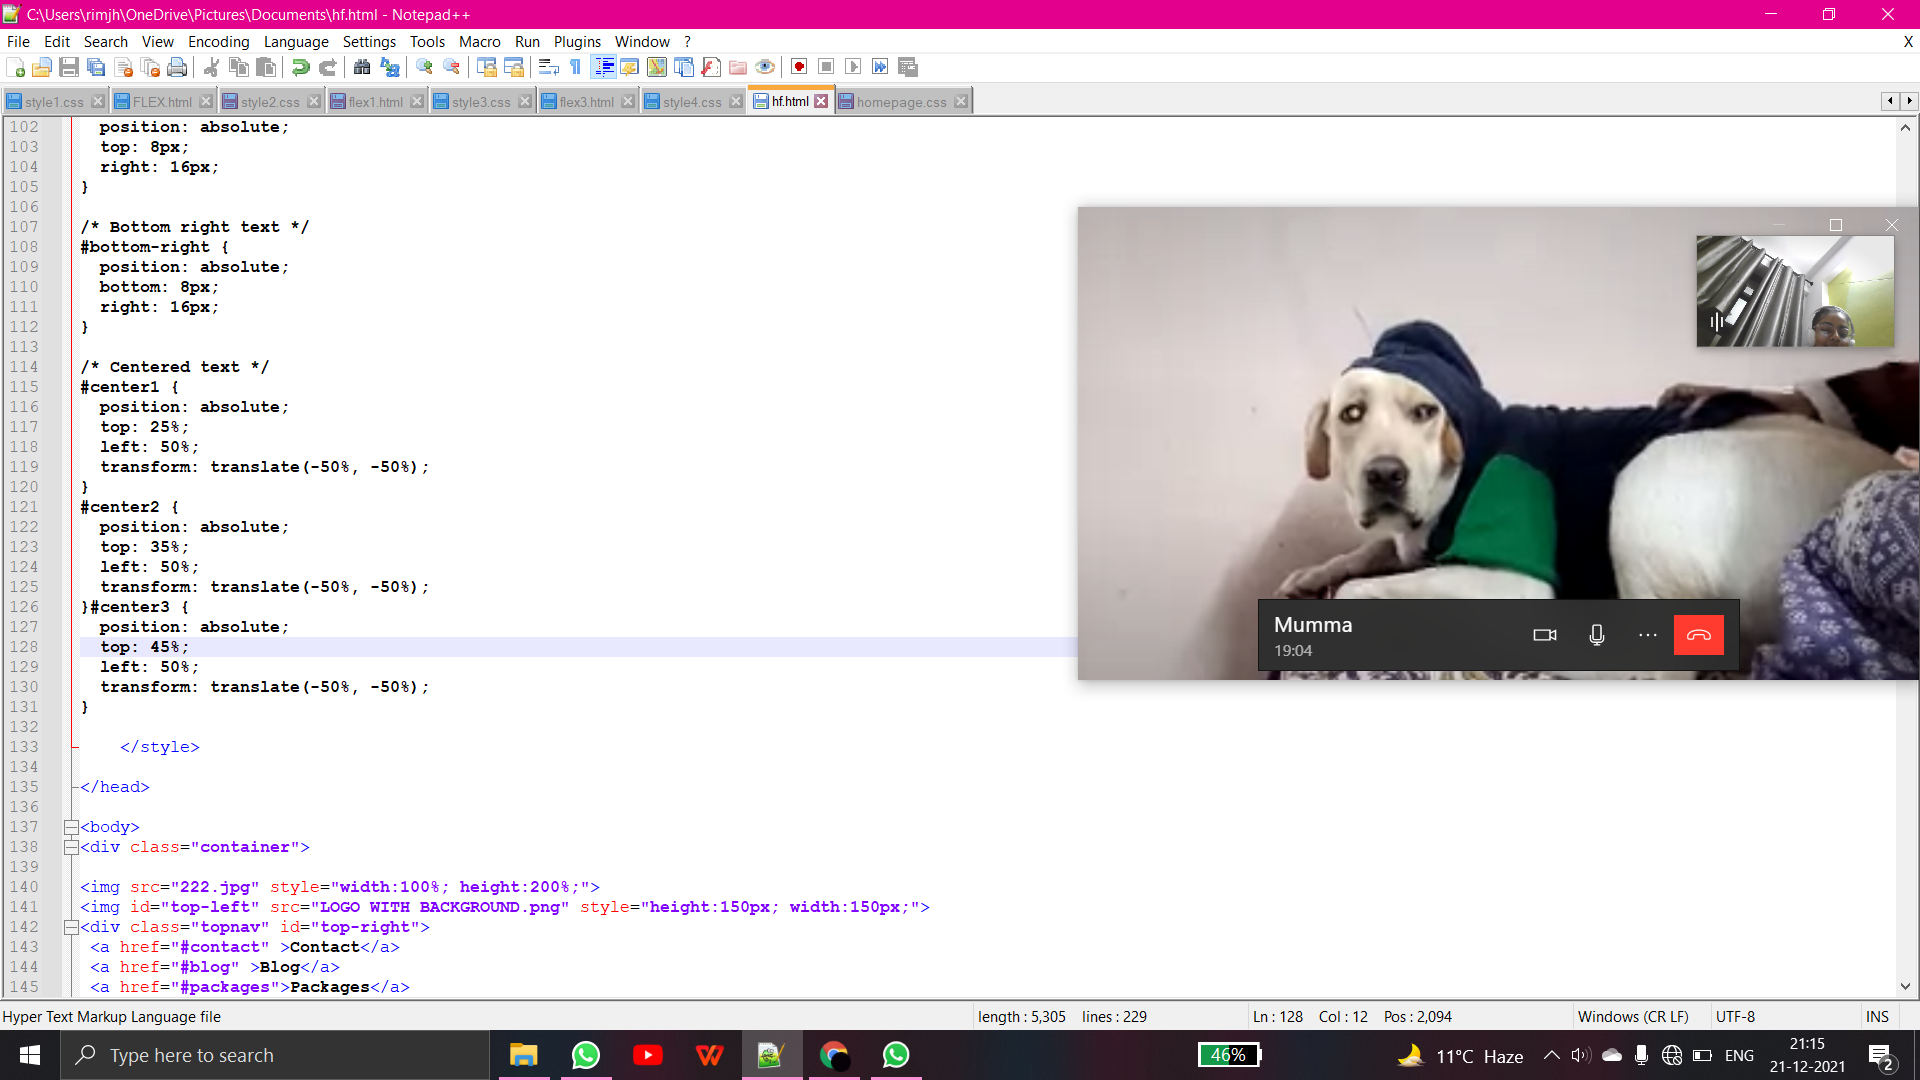 C:\Users\rimjh\OneDrive\Pictures\Documents\hf.html - Notepad++
File Edit Search View Encoding Language Settings Tools Macro Run Plugins Window ? X
style1.css FLEX.html style2.css flex1.html style3.css flex3.html style4.css hf.html homepage.css
102 position: absolute;
103 top: 8px;
104 right: 16px;
105 }
106
107 /* Bottom right text */
108 #bottom-right {
109 position: absolute;
110 bottom: 8px;
111 right: 16px;
112 }
113
114 /* Centered text */
115 #center1 {
116 position: absolute;
117 top: 25%;
118 left: 50%;
119 transform: translate(-50%, -50%);
120 }
121 #center2 {
122 position: absolute;
123 top: 35%;
124 left: 50%;
125 transform: translate(-50%, -50%);
126 }#center3 {
127 position: absolute;
128 top: 45%;
129 left: 50%;
130 transform: translate(-50%, -50%);
131 }
132
133 </style>
134
135 </head>
136
137 <body>
138 <div class="container">
139
140 <img src="222.jpg" style="width:100%; height:200%;">
141 <img id="top-left" src="LOGO WITH BACKGROUND.png" style="height:150px; width:150px;">
142 <div class="topnav" id="top-right">
143 <a href="#contact" >Contact</a>
144 <a href="#blog" >Blog</a>
145 <a href="#packages">Packages</a>
Mumma
19:04
Hyper Text Markup Language file length : 5,305 lines : 229 Ln : 128 Col : 12 Pos : 2,094 Windows (CR LF) UTF-8 INS
Type here to search 46% 11°C Haze ENG
21:15
21-12-2021
2